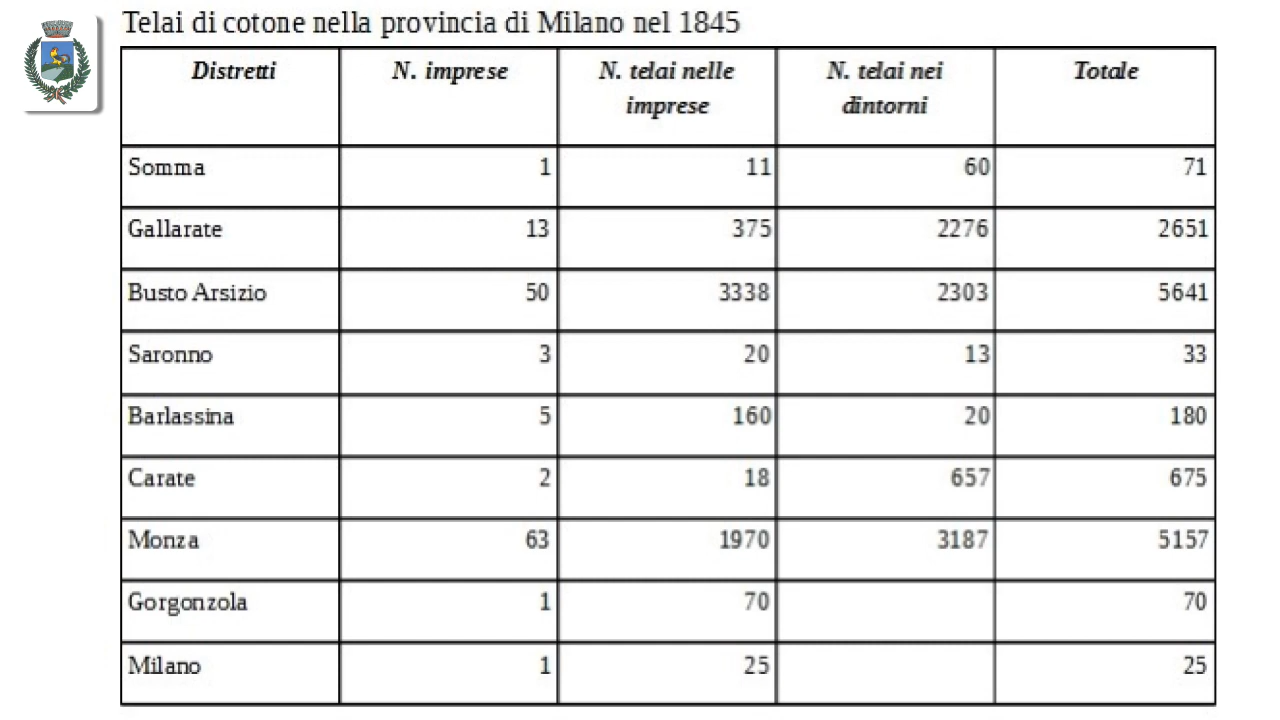 Telai di cotone nella provincia di Milano nel 1845
Distretti N. imprese N. telai nelle imprese N. telai nei dintorni Totale
Somma 1 11 60 71
Gallarate 13 375 2276 2651
Busto Arsizio 50 3338 2303 5641
Saronno 3 20 13 33
Barlassina 5 160 20 180
Carate 2 18 657 675
Monza 63 1970 3187 5157
Gorgonzola 1 70 70
Milano 1 25 25